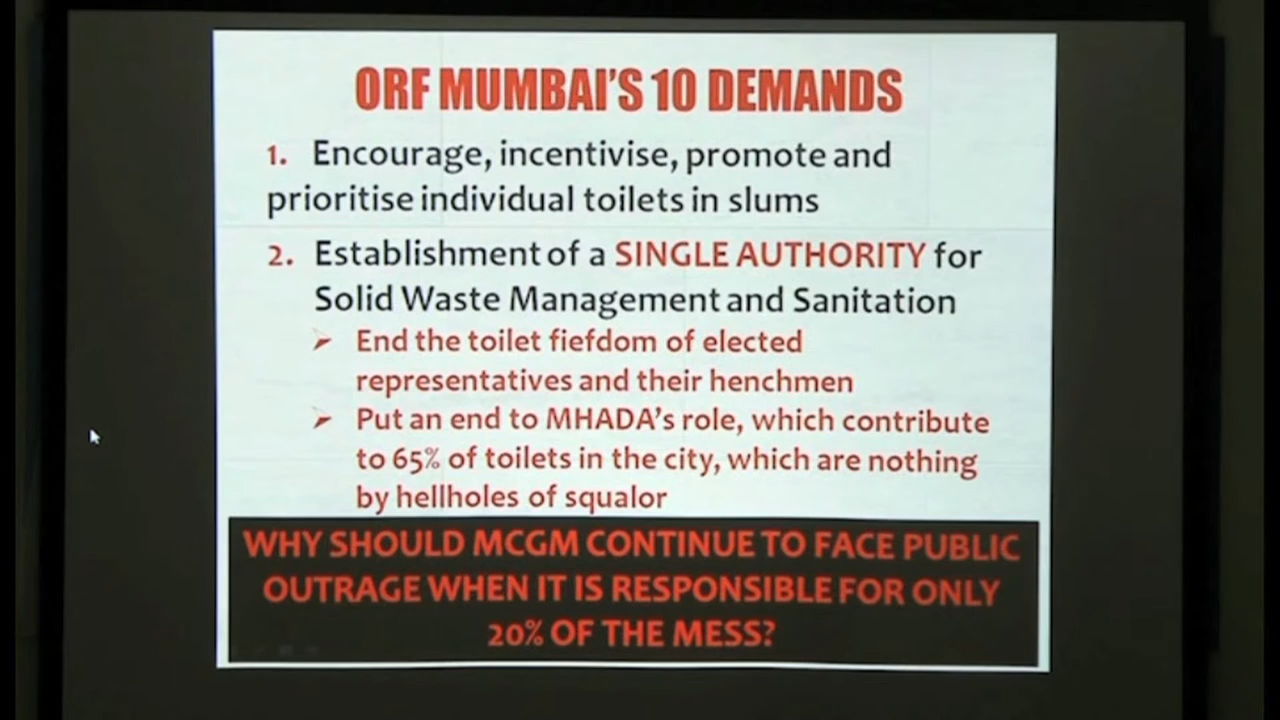 ORF MUMBAI'S 10 DEMANDS
1. Encourage, incentivise, promote and
prioritise individual toilets in slums
2. Establishment of a SINGLE AUTHORITY for
Solid Waste Management and Sanitation
➢ End the toilet fiefdom of elected
representatives and their henchmen
➢ Put an end to MHADA's role, which contribute
to 65% of toilets in the city, which are nothing
by hellholes of squalor
WHY SHOULD MCGM CONTINUE TO FACE PUBLIC
OUTRAGE WHEN IT IS RESPONSIBLE FOR ONLY
20% OF THE MESS?